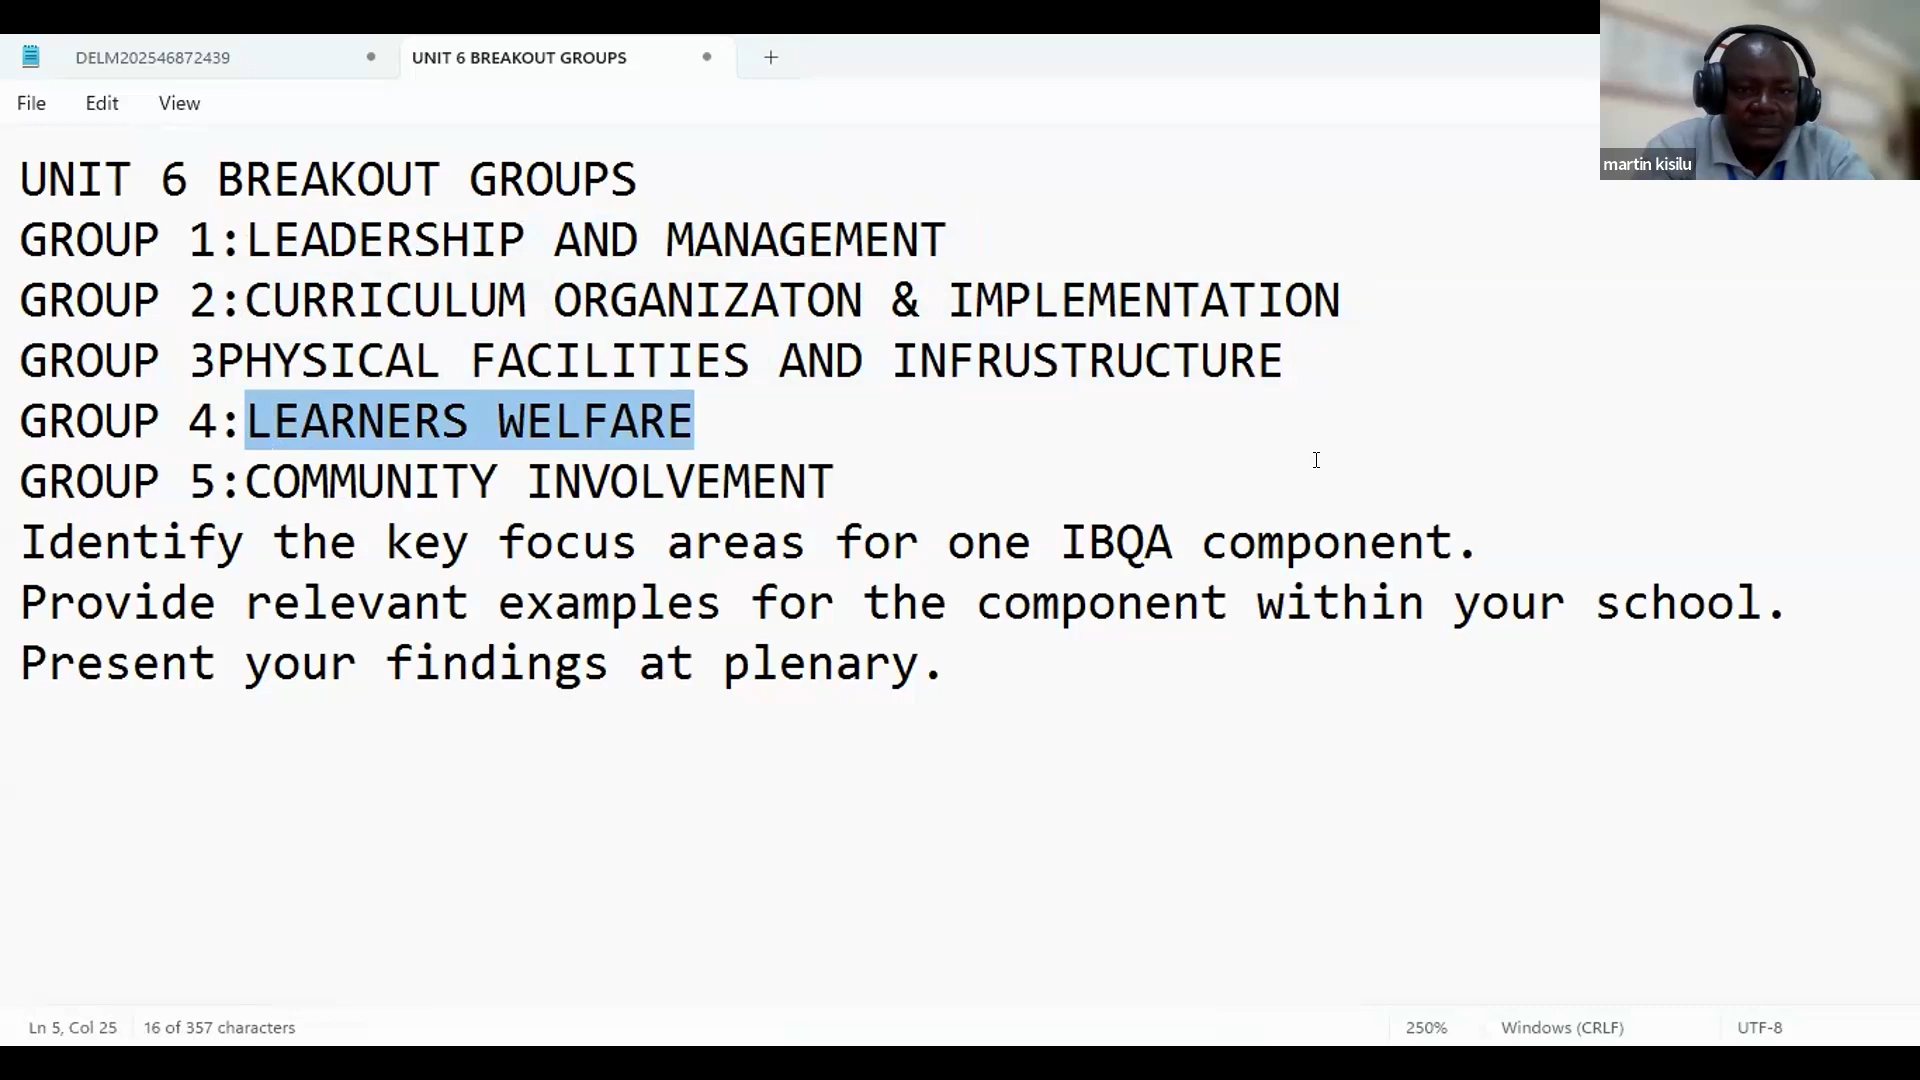 DELM202546872439
UNIT 6 BREAKOUT GROUPS
File Edit View
martin kisilu
UNIT 6 BREAKOUT GROUPS
GROUP 1:LEADERSHIP AND MANAGEMENT
GROUP 2:CURRICULUM ORGANIZATON & IMPLEMENTATION
GROUP 3PHYSICAL FACILITIES AND INFRUSTRUCTURE
GROUP 4:LEARNERS WELFARE
GROUP 5:COMMUNITY INVOLVEMENT
Identify the key focus areas for one IBQA component.
Provide relevant examples for the component within your school.
Present your findings at plenary.
Ln 5, Col 25 16 of 357 characters 250% Windows (CRLF) UTF-8